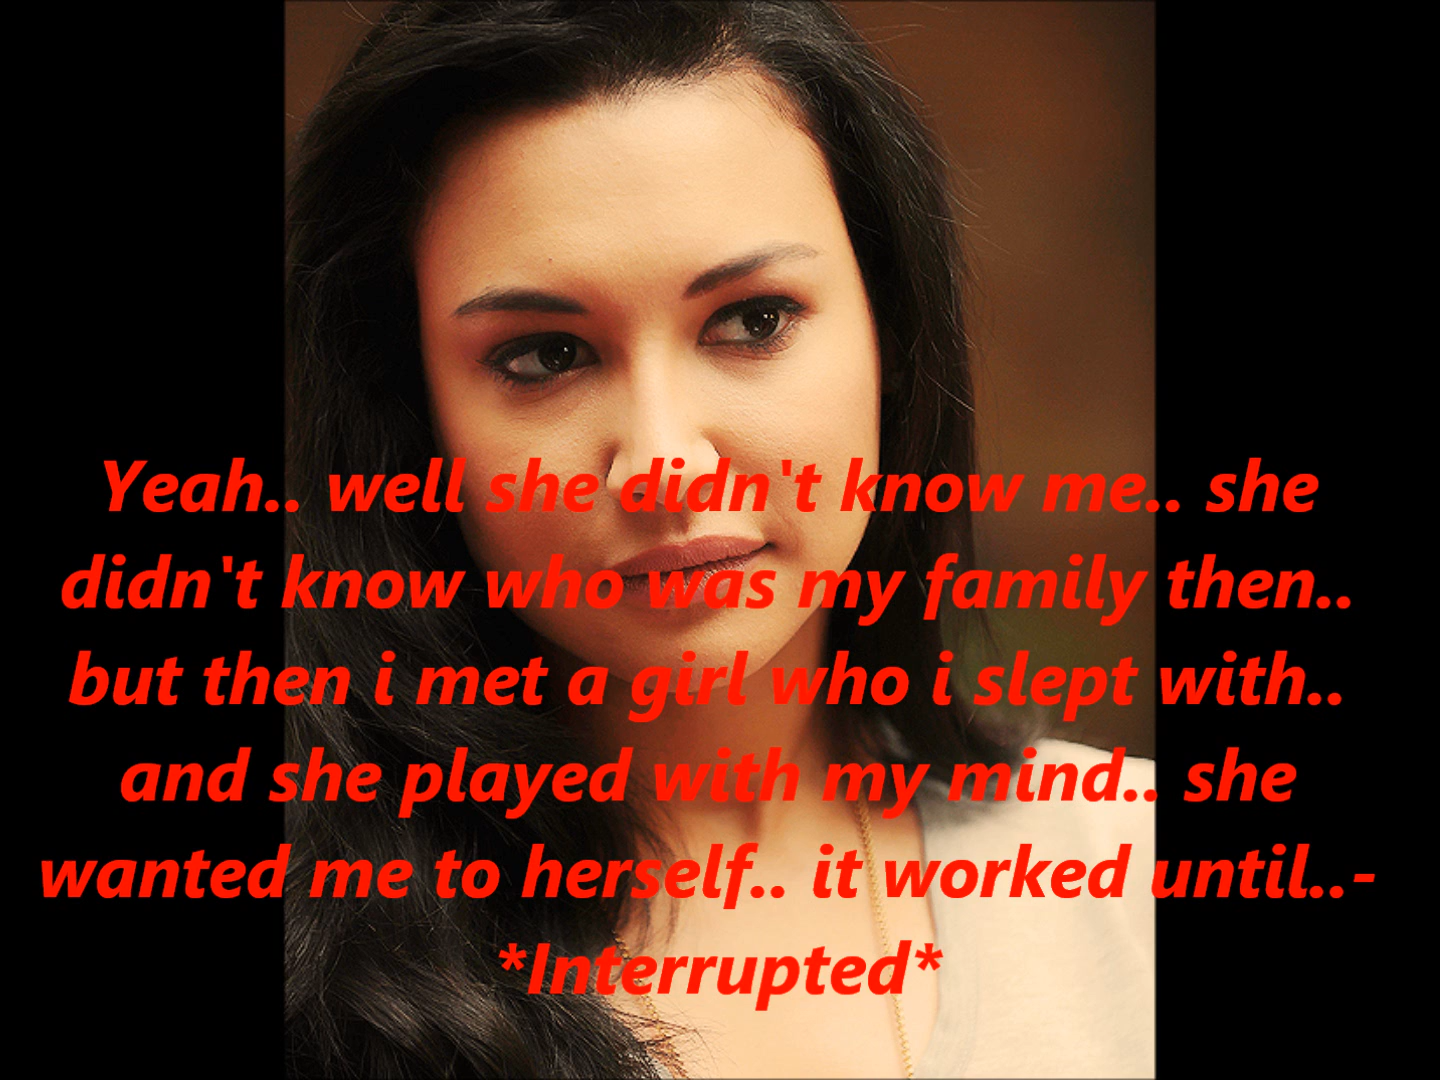 Yeah.. well she didn't know me.. she
didn't know who was my family then..
but then i met a girl who i slept with..
and she played with my mind.. she
wanted me to herself.. it worked until..-
*Interrupted*